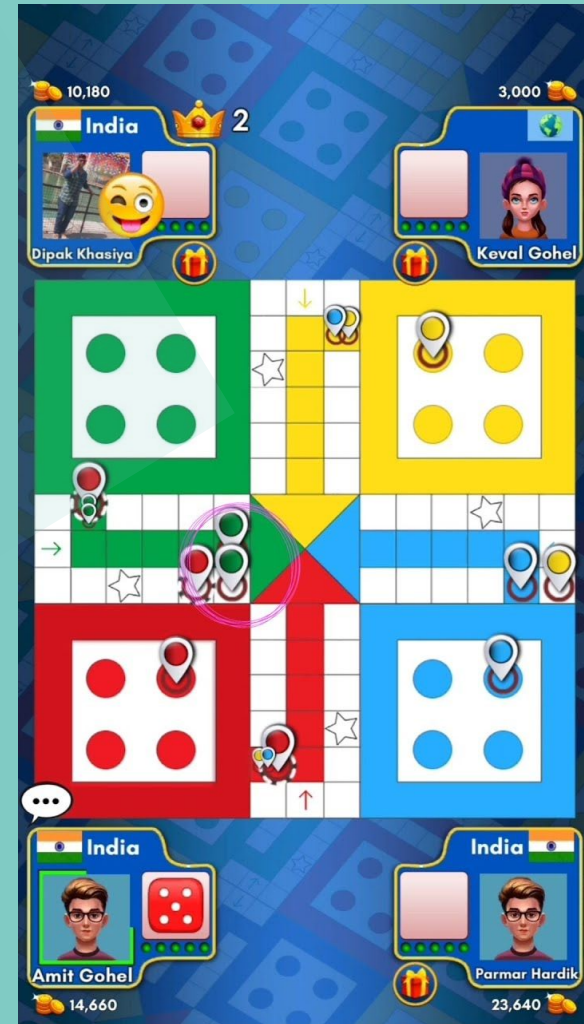 10,180
3,000
India
2
Dipak Khasiya
Keval Gohel
India
India
Amit Gohel
Parmar Hardik
14,660
23,640